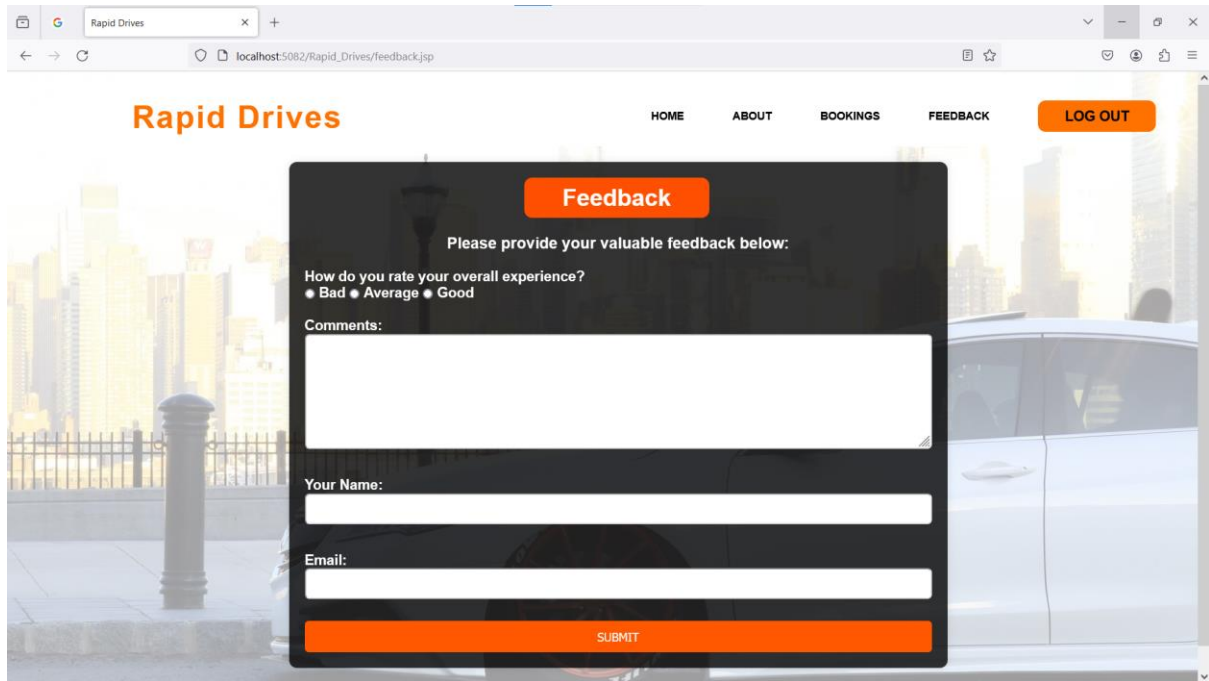 Rapid Drives
localhost:5082/Rapid_Drives/feedback.jsp
Rapid Drives
HOME ABOUT BOOKINGS FEEDBACK LOG OUT
Feedback
Please provide your valuable feedback below:
How do you rate your overall experience?
Bad Average Good
Comments:
Your Name:
Email:
SUBMIT